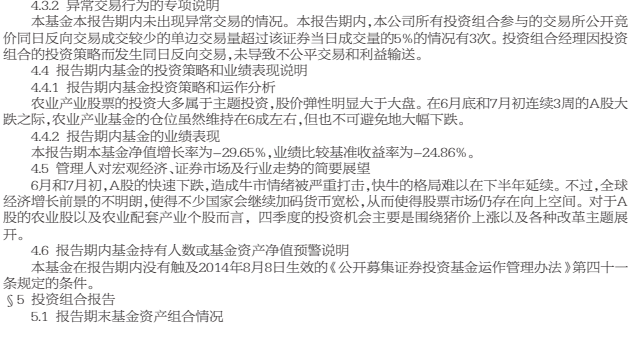 4.3.2 异常交易行为的专项说明
本基金本报告期内未出现异常交易的情况。本报告期内,本公司所有投资组合参与的交易所公开竞
价同日反向交易成交较少的单边交易量超过该证券当日成交量的5%的情况有3次。投资组合经理因投资
组合的投资策略而发生同日反向交易,未导致不公平交易和利益输送。
4.4 报告期内基金的投资策略和业绩表现说明
4.4.1 报告期内基金投资策略和运作分析
农业产业股票的投资大多属于主题投资,股价弹性明显大于大盘。在6月底和7月初连续3周的A股大
跌之际,农业产业基金的仓位虽然维持在6成左右,但也不可避免地大幅下跌。
4.4.2 报告期内基金的业绩表现
本报告期本基金净值增长率为-29.65%,业绩比较基准收益率为-24.86%。
4.5 管理人对宏观经济、证券市场及行业走势的简要展望
6月和7月初,A股的快速下跌,造成牛市情绪被严重打击,快牛的格局难以在下半年延续。不过,全球
经济增长前景的不明朗,使得不少国家会继续加码货币宽松,从而使得股票市场仍存在向上空间。对于A
股的农业股以及农业配套产业个股而言，四季度的投资机会主要是围绕猪价上涨以及各种改革主题展
开。
4.6 报告期内基金持有人数或基金资产净值预警说明
本基金在报告期内没有触及2014年8月8日生效的《公开募集证券投资基金运作管理办法》第四十一
条规定的条件。
§5 投资组合报告
5.1 报告期末基金资产组合情况